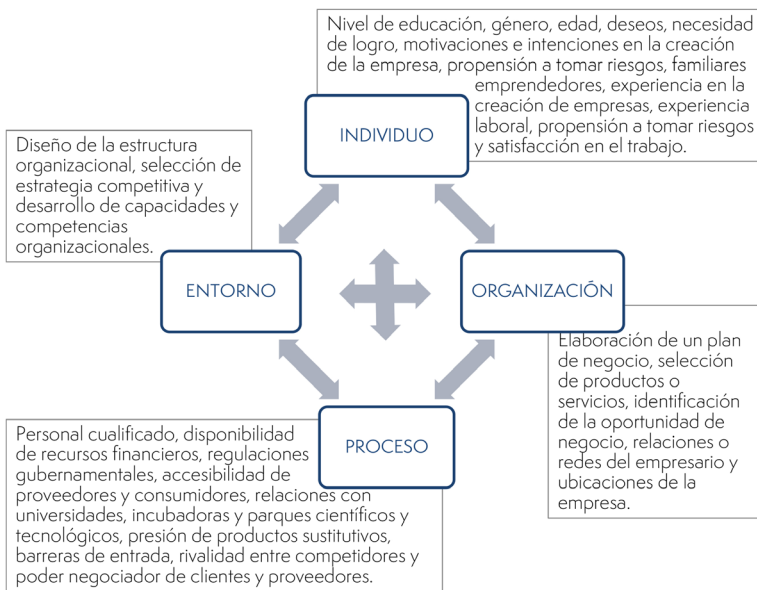 Nivel de educación, género, edad, deseos, necesidad
de logro, motivaciones e intenciones en la creación
de la empresa, propensión a tomar riesgos, familiares
emprendedores, experiencia en la
creación de empresas, experiencia
laboral, propensión a tomar riesgos
y satisfacción en el trabajo.
INDIVIDUO
Diseño de la estructura
organizacional, selección de
estrategia competitiva y
desarrollo de capacidades y
competencias
organizacionales.
ENTORNO
ORGANIZACIÓN
Elaboración de un plan
de negocio, selección
de productos o
servicios, identificación
de la oportunidad de
negocio, relaciones o
redes del empresario y
ubicaciones de la
empresa.
PROCESO
Personal cualificado, disponibilidad
de recursos financieros, regulaciones
gubernamentales, accesibilidad de
proveedores y consumidores, relaciones con
universidades, incubadoras y parques científicos y
tecnológicos, presión de productos sustitutivos,
barreras de entrada, rivalidad entre competidores y
poder negociador de clientes y proveedores.